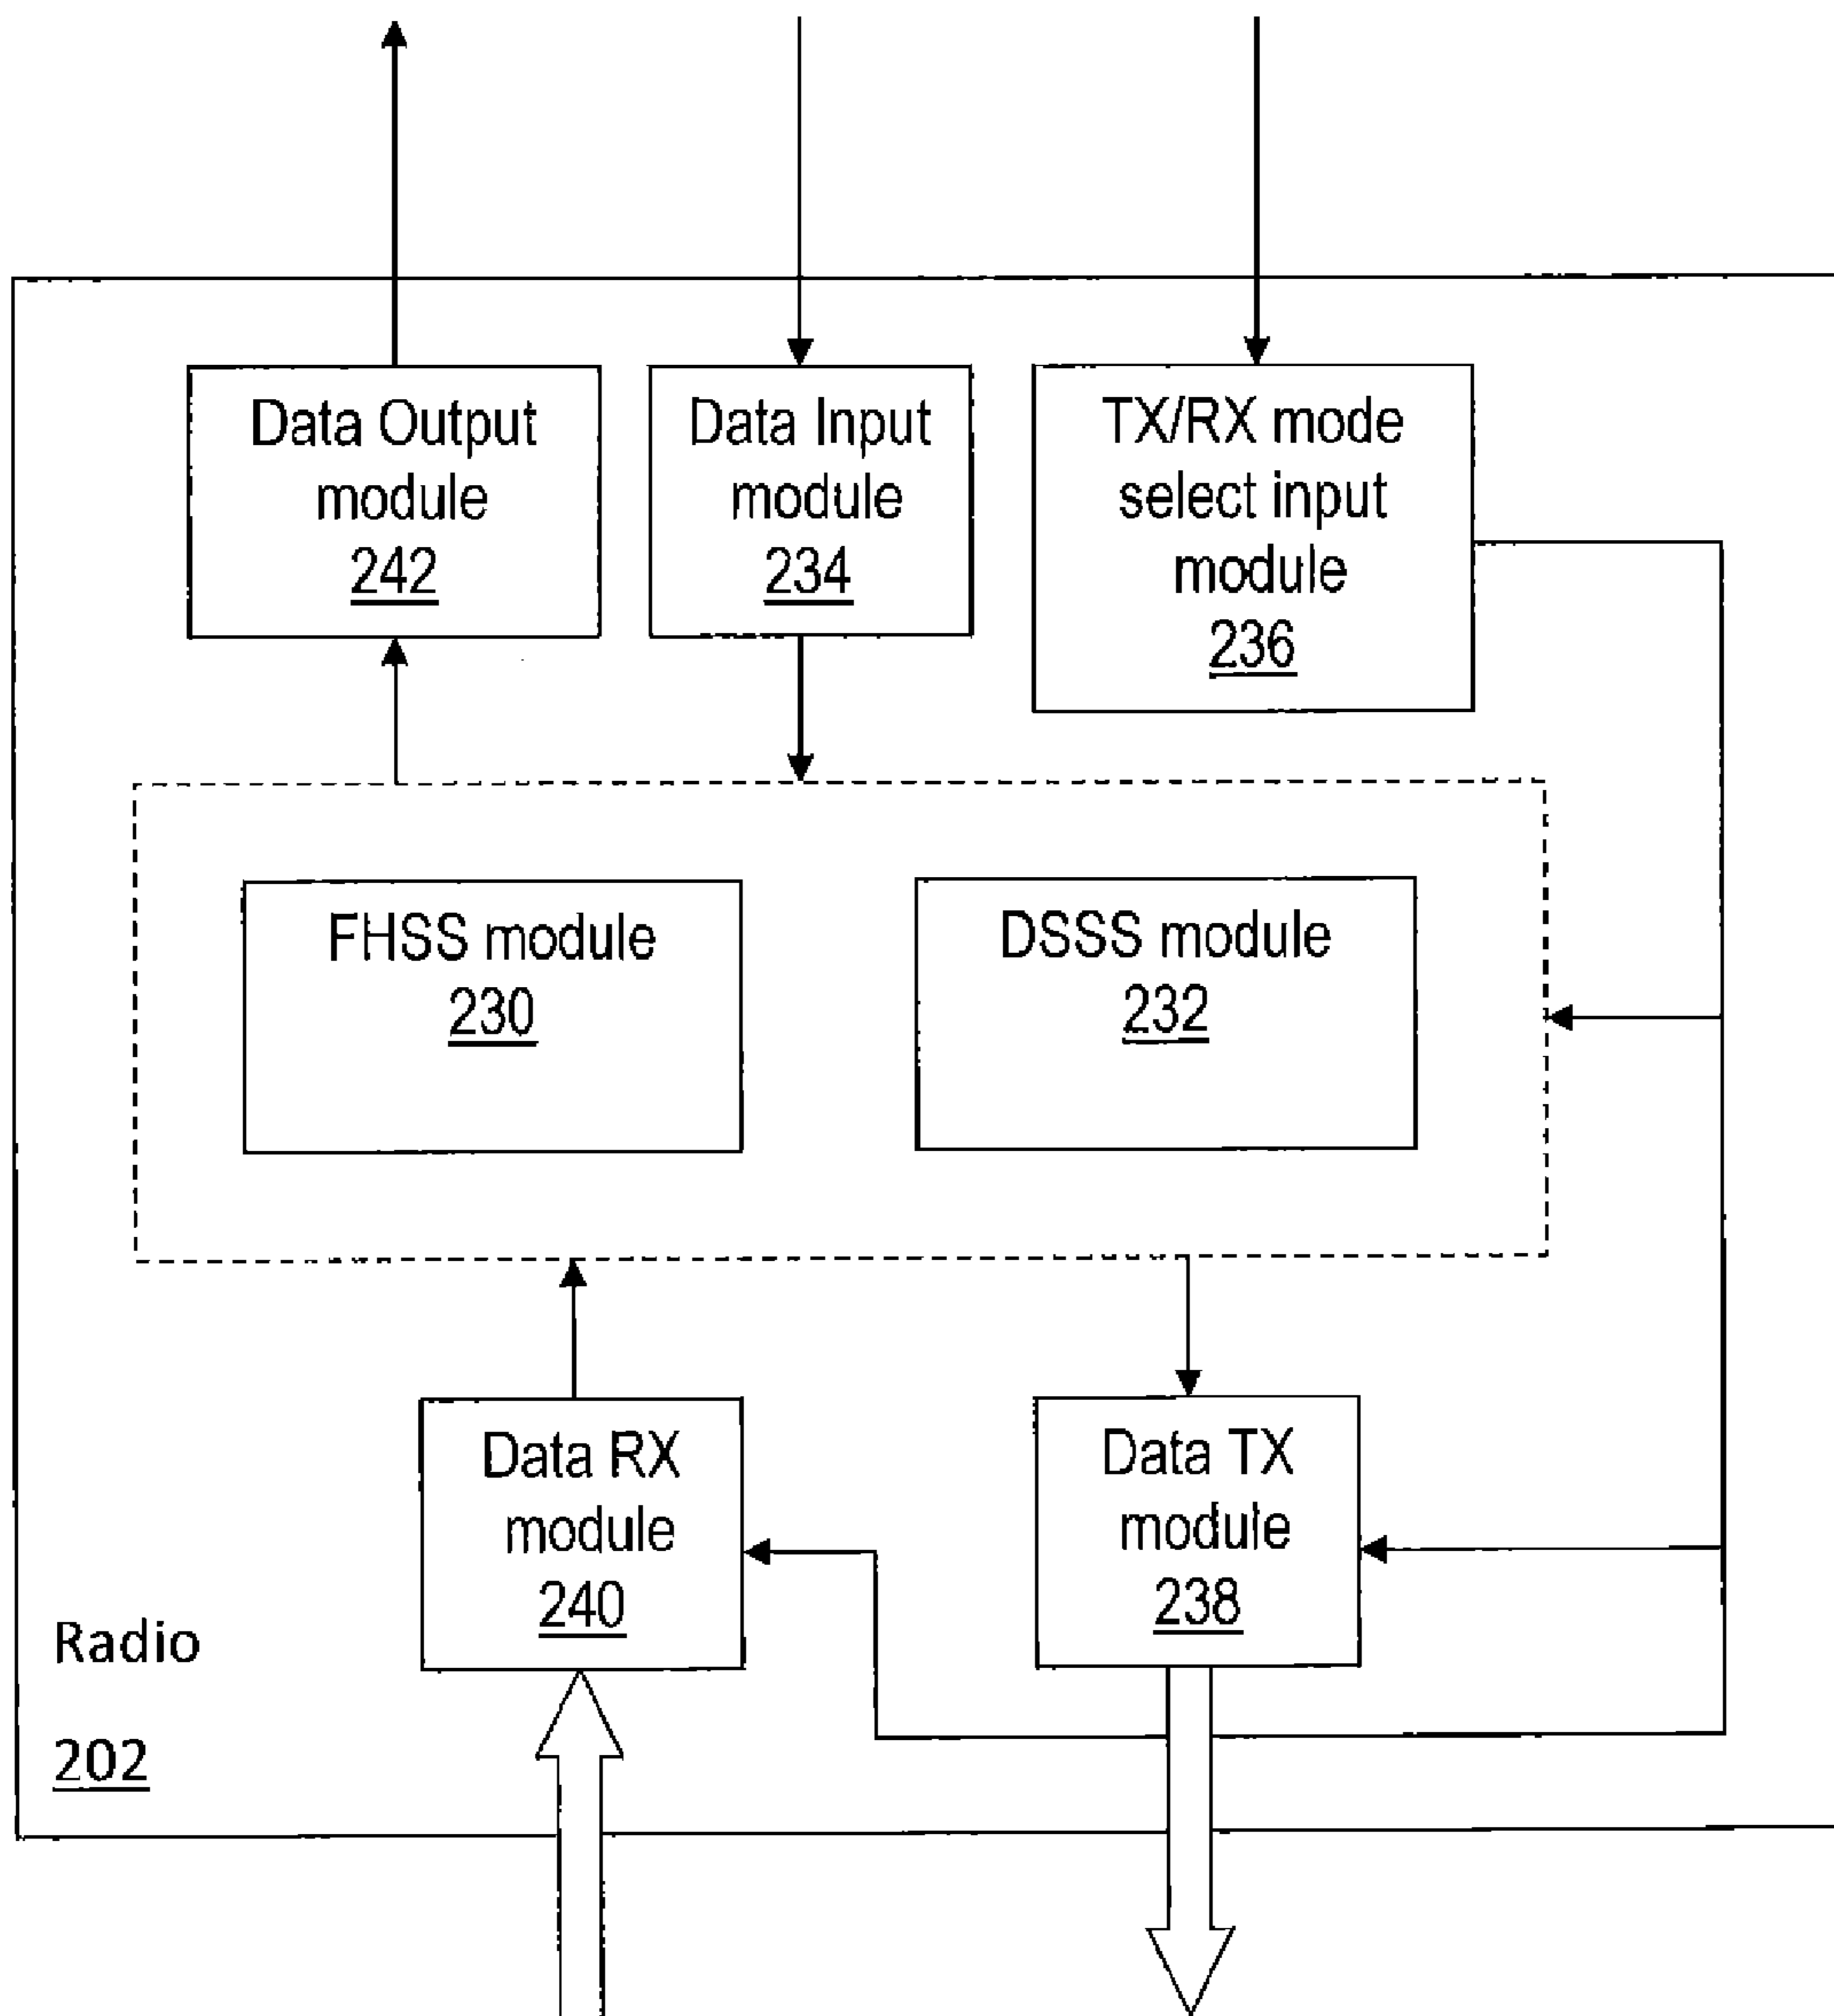 Data Output
module
242
Data Input
module
234
TX/RX mode
select input
module
236
FHSS module
230
DSSS module
232
Data RX
module
240
Data TX
module
238
Radio
202